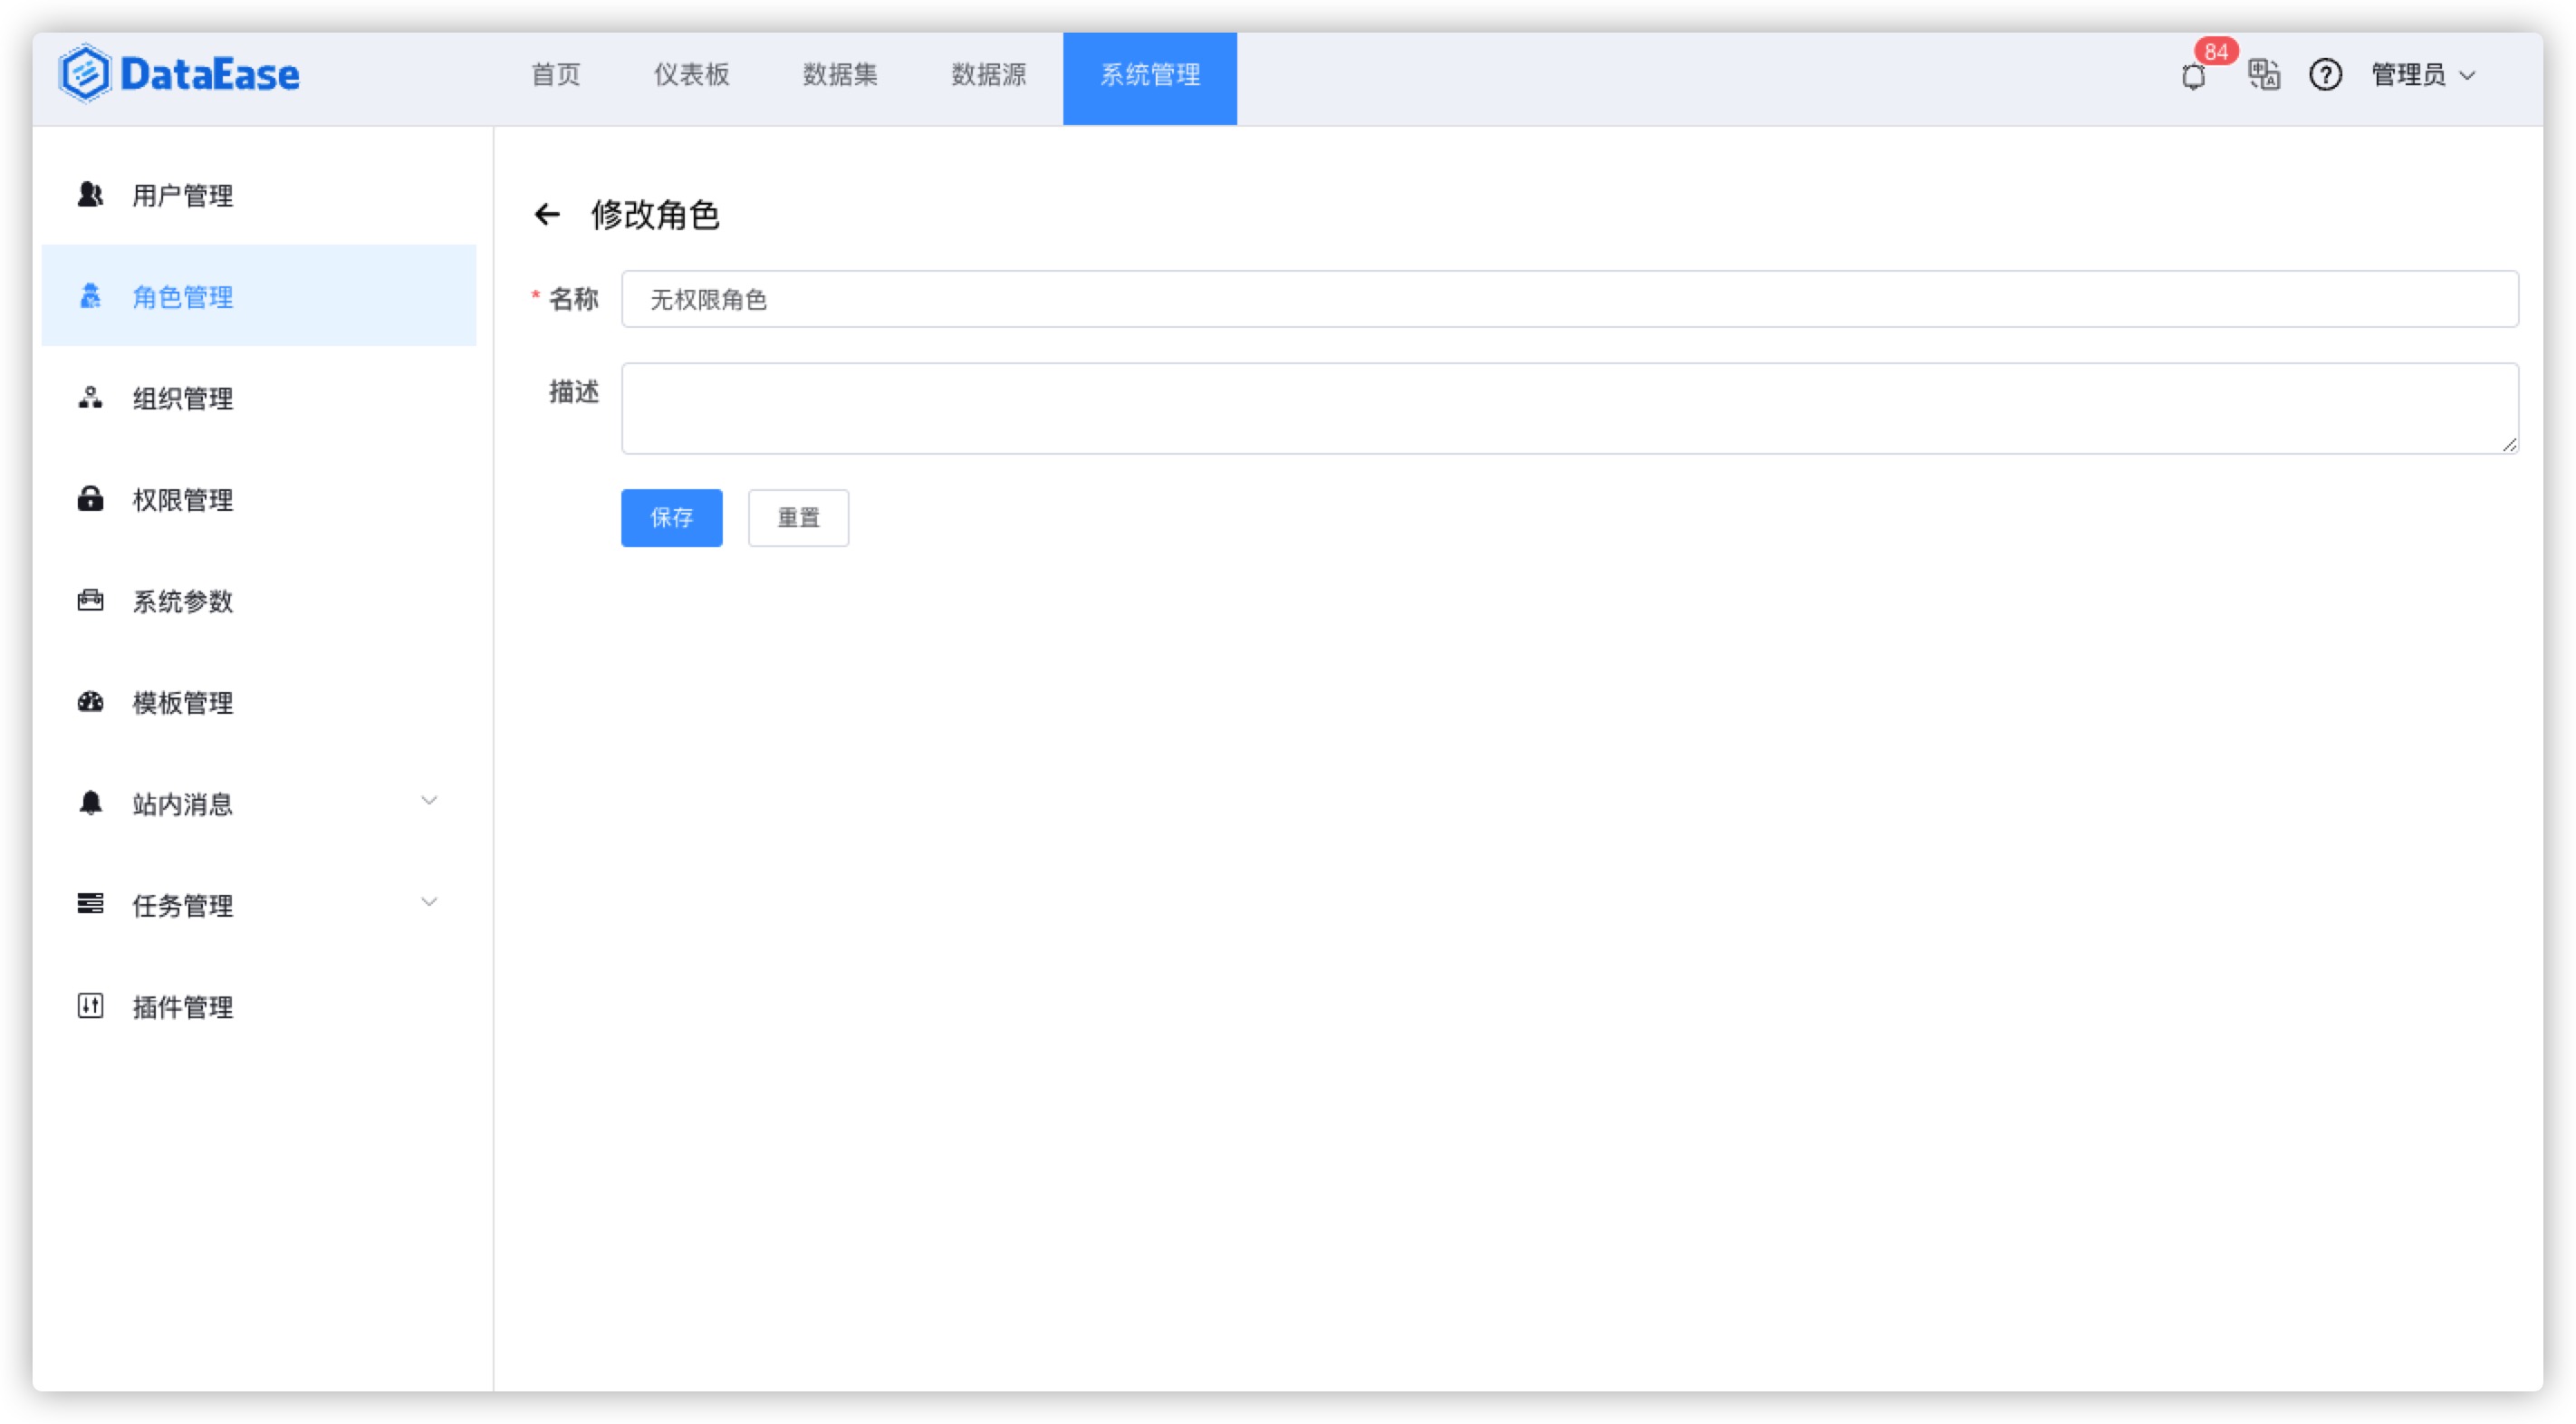 DataEase
首页
仪表板
数据集
数据源
系统管理
84
管理员
用户管理
角色管理
组织管理
权限管理
系统参数
模板管理
站内消息
任务管理
插件管理
修改角色
* 名称
无权限角色
描述
保存
重置